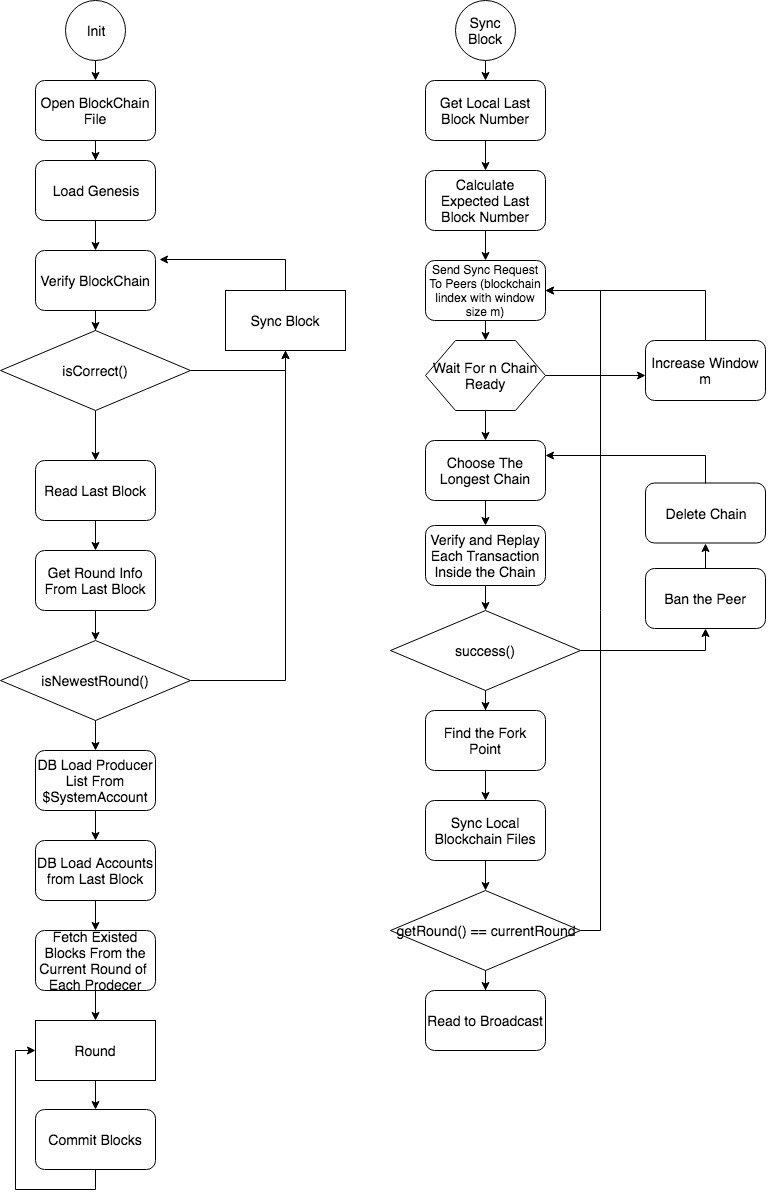 Init
Open BlockChain
File
Load Genesis
Verify BlockChain
Sync Block
isCorrect()
Read Last Block
Get Round Info
From Last Block
isNewestRound()
DB Load Producer
List From
$SystemAccount
DB Load Accounts
from Last Block
Fetch Existed
Blocks From the
Current Round of
Each Prodecer
Round
Commit Blocks
Sync
Block
Get Local Last
Block Number
Calculate
Expected Last
Block Number
Send Sync Request
To Peers (blockchain
lindex with window
size m)
Wait For n Chain
Ready
Increase Window
m
Choose The
Longest Chain
Delete Chain
Verify and Replay
Each Transaction
Inside the Chain
Ban the Peer
success()
Find the Fork
Point
Sync Local
Blockchain Files
getRound() == currentRound
Read to Broadcast